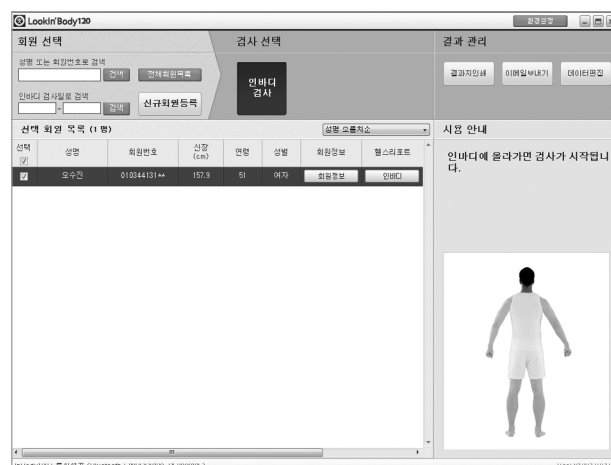 Lookin'Body120
환경설정
회원 선택
검사 선택
결과 관리
성명 또는 회원번호로 검색
검색
전체회원목록
인바디 검사일로 검색
~
검색
신규회원등록
인바디
검사
결과지인쇄
이메일보내기
데이터편집
선택 회원 목록 (1 명)
성명 오름차순
사용 안내
선택
성명
회원번호
신장
(cm)
연령
성별
회원정보
헬스리포트
오수진
010344131**
157.9
51
여자
회원정보
인바디
인바디에 올라가면 검사가 시작됩니
다.